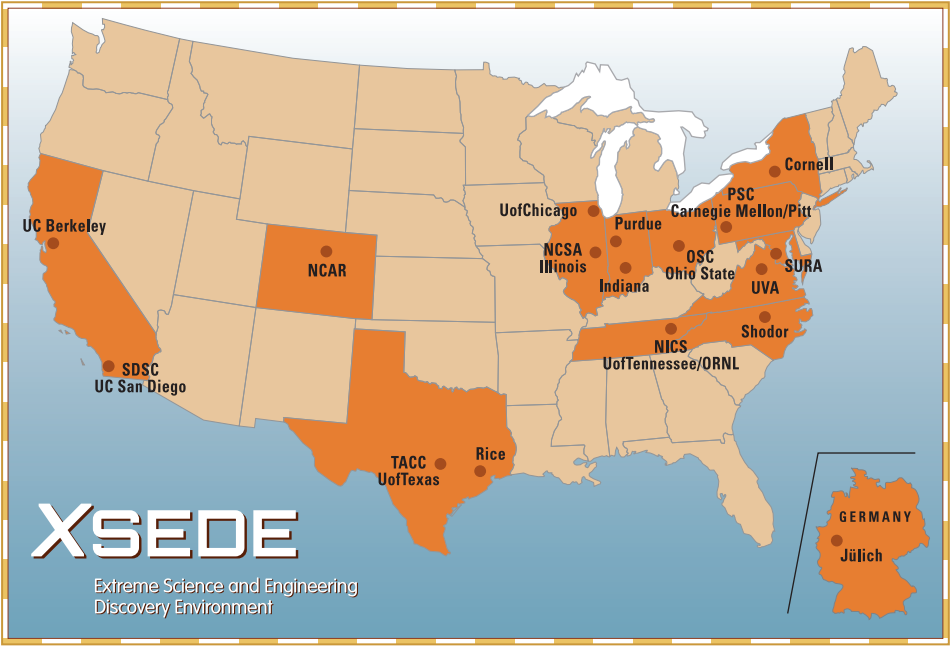 Cornell
PSC
Carnegie Mellon/Pitt
UofChicago
Purdue
UC Berkeley
NCSA
Illinois
OSC
Ohio State
SURA
NCAR
Indiana
UVA
Shodor
NICS
UofTennessee/ORNL
SDSC
UC San Diego
Rice
TACC
UofTexas
XSEDE
Extreme Science and Engineering
Discovery Environment
GERMANY
Jülich